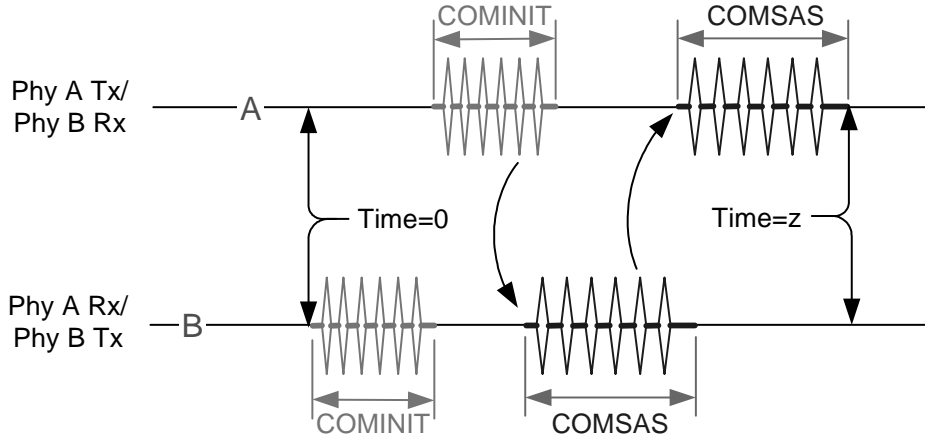 COMINIT
COMSAS
Phy A Tx/
Phy B Rx
A
Time=0
Time=z
Phy A Rx/
Phy B Tx
B
COMINIT
COMSAS